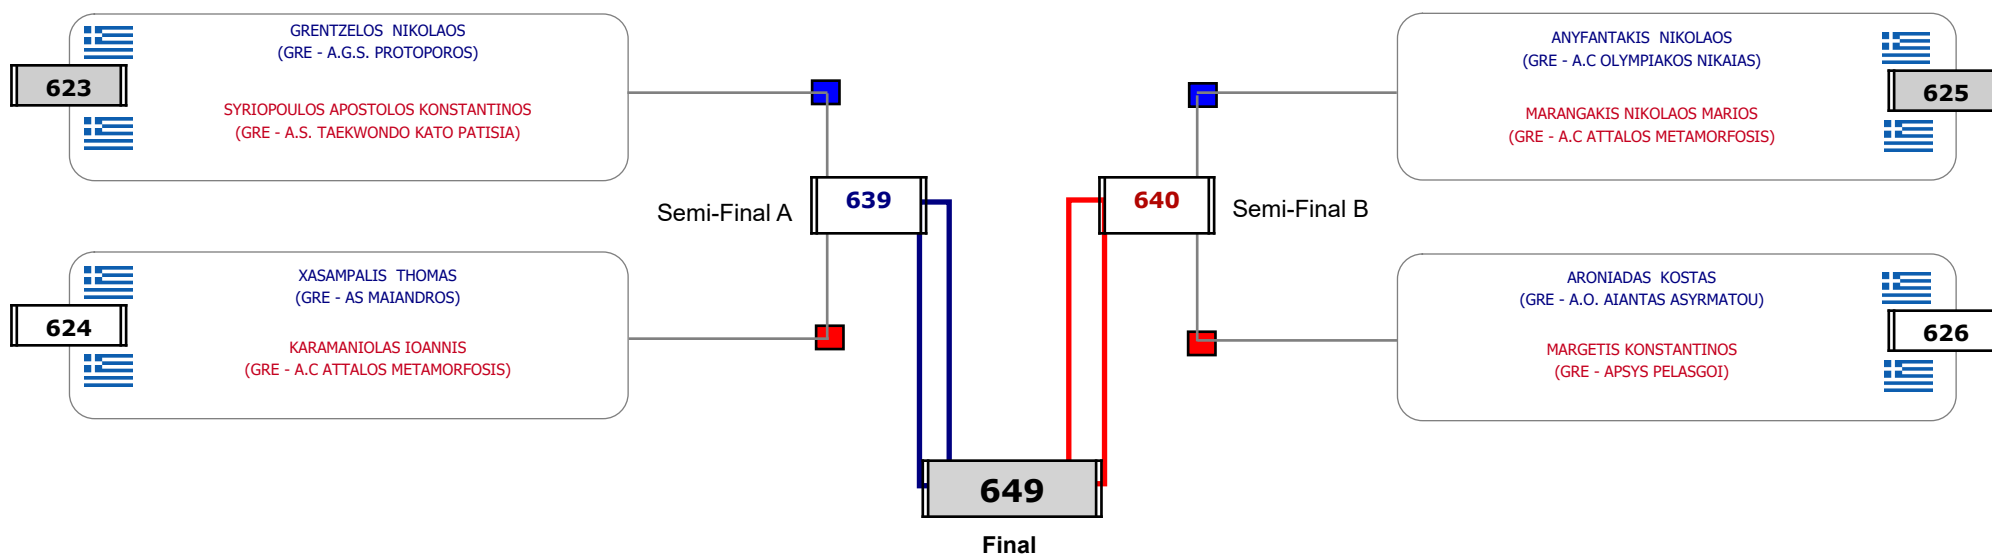 GRENTZELOS NIKOLAOS
(GRE - A.G.S. PROTOPOROS)
623
SYRIOPOULOS APOSTOLOS KONSTANTINOS
(GRE - A.S. TAEKWONDO KATO PATISIA)
ANYFANTAKIS NIKOLAOS
(GRE - A.C OLYMPIAKOS NIKAIAS)
625
MARANGAKIS NIKOLAOS MARIOS
(GRE - A.C ATTALOS METAMORFOSIS)
Semi-Final A
639
640
Semi-Final B
XASAMPALIS THOMAS
(GRE - AS MAIANDROS)
624
KARAMANIOLAS IOANNIS
(GRE - A.C ATTALOS METAMORFOSIS)
ARONIADAS KOSTAS
(GRE - A.O. AIANTAS ASYRMATOU)
626
MARGETIS KONSTANTINOS
(GRE - APSYS PELASGOI)
649
Final